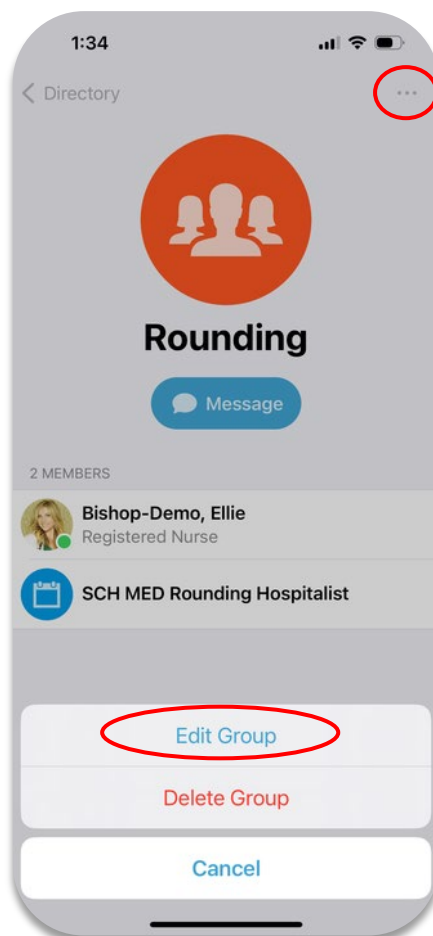 1:34
Directory
Rounding
Message
2 MEMBERS
Bishop-Demo, Ellie
Registered Nurse
SCH MED Rounding Hospitalist
Edit Group
Delete Group
Cancel